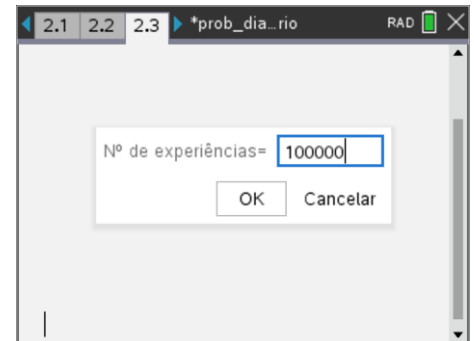 2.1 2.2 2.3 *prob_dia…rio RAD
Nº de experiências= 100000
OK Cancelar